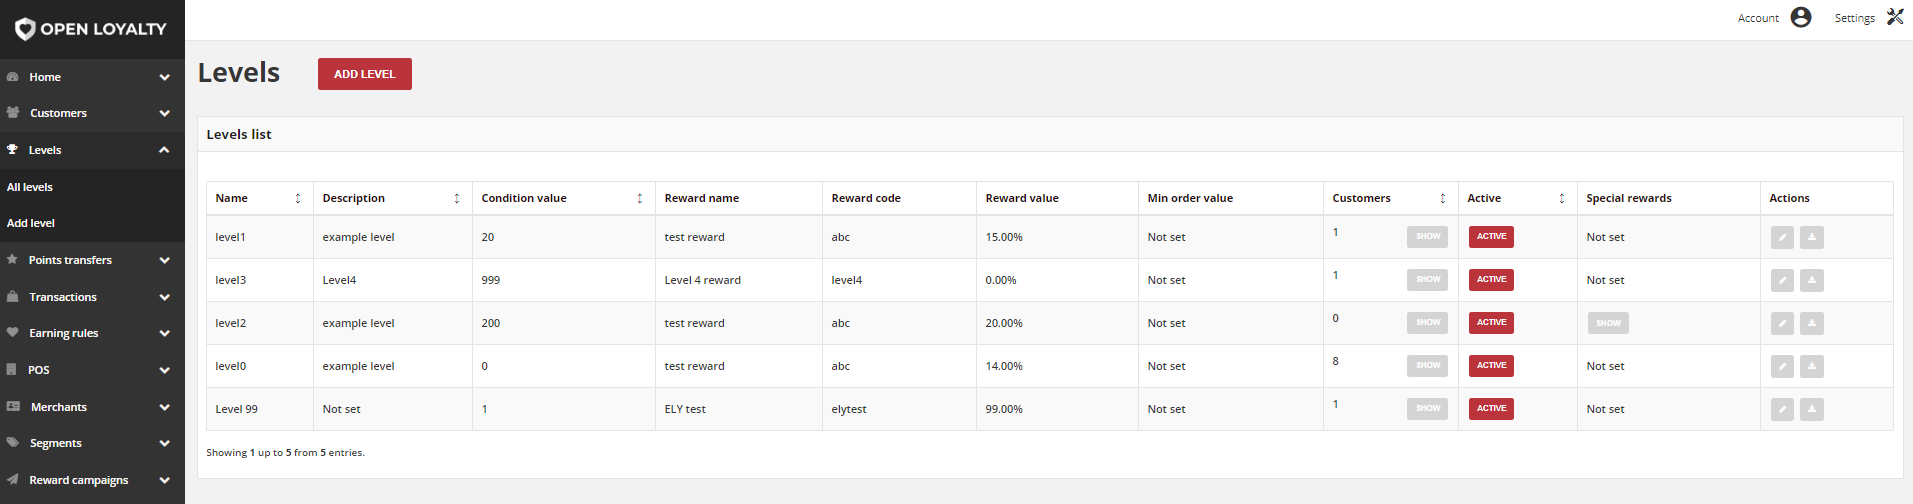 OPEN LOYALTY
Account Settings
Home
Customers
Levels
All levels
Add level
Points transfers
Transactions
Earning rules
POS
Merchants
Segments
Reward campaigns
Levels ADD LEVEL
Levels list
Name Description Condition value Reward name Reward code Reward value Min order value Customers Active Special rewards Actions
level1 example level 20 test reward abc 15.00% Not set 1 SHOW ACTIVE Not set
level3 Level4 999 Level 4 reward level4 0.00% Not set 1 SHOW ACTIVE Not set
level2 example level 200 test reward abc 20.00% Not set 0 SHOW ACTIVE SHOW
level0 example level 0 test reward abc 14.00% Not set 8 SHOW ACTIVE Not set
Level 99 Not set 1 ELY test elytest 99.00% Not set 1 SHOW ACTIVE Not set
Showing 1 up to 5 from 5 entries.